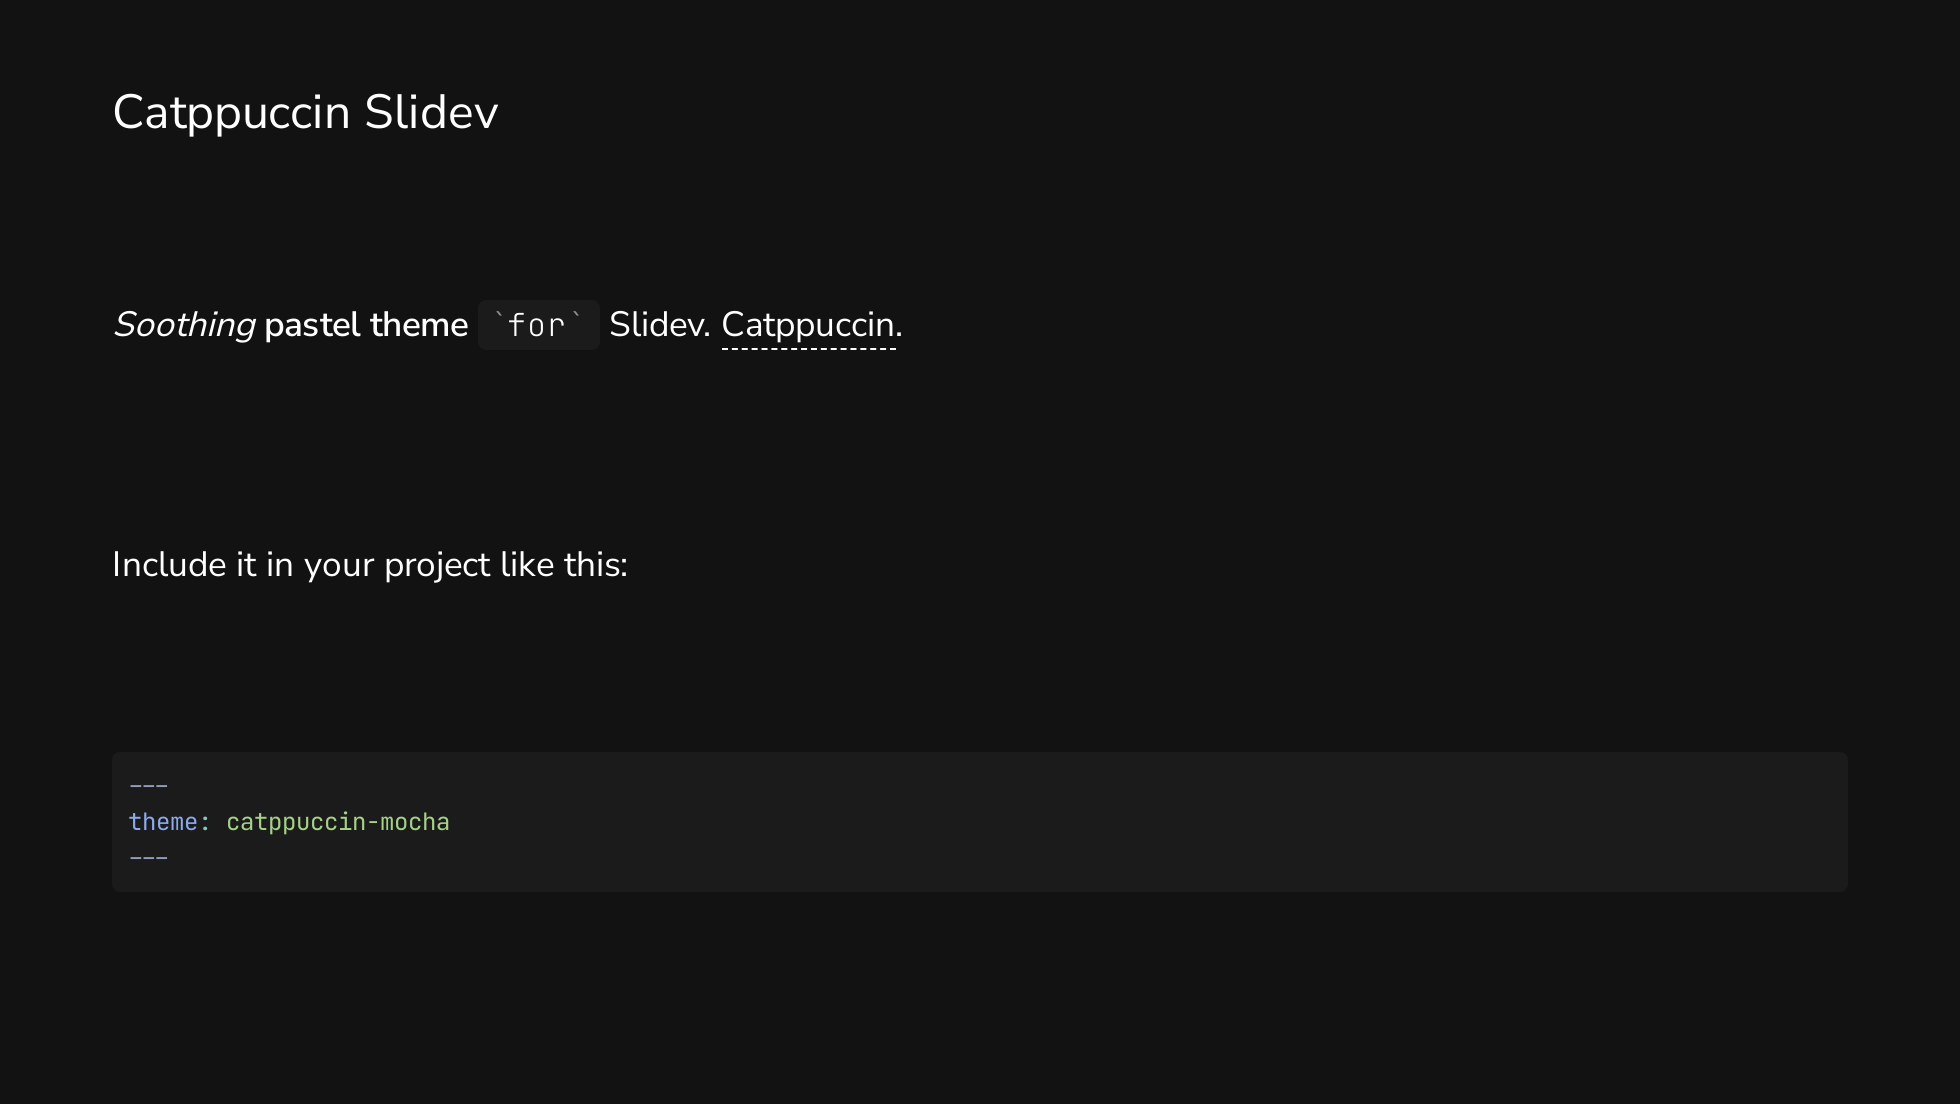 Catppuccin Slidev
Soothing pastel theme `for` Slidev. Catppuccin.
Include it in your project like this:
---
theme: catppuccin-mocha
---